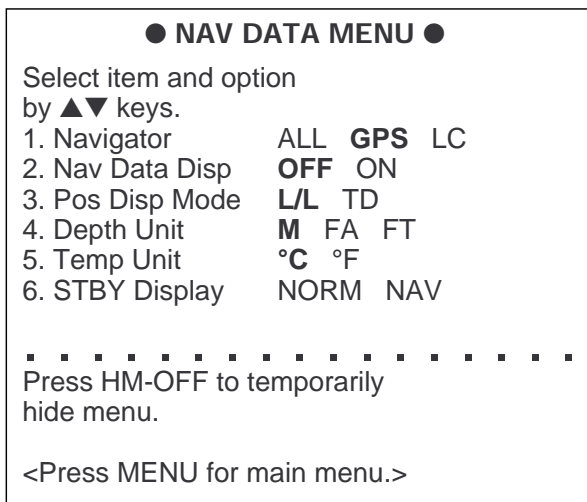 ● NAV DATA MENU ●
Select item and option
by ▲▼ keys.
1. Navigator ALL GPS LC
2. Nav Data Disp OFF ON
3. Pos Disp Mode L/L TD
4. Depth Unit M FA FT
5. Temp Unit °C °F
6. STBY Display NORM NAV
Press HM-OFF to temporarily
hide menu.
<Press MENU for main menu.>